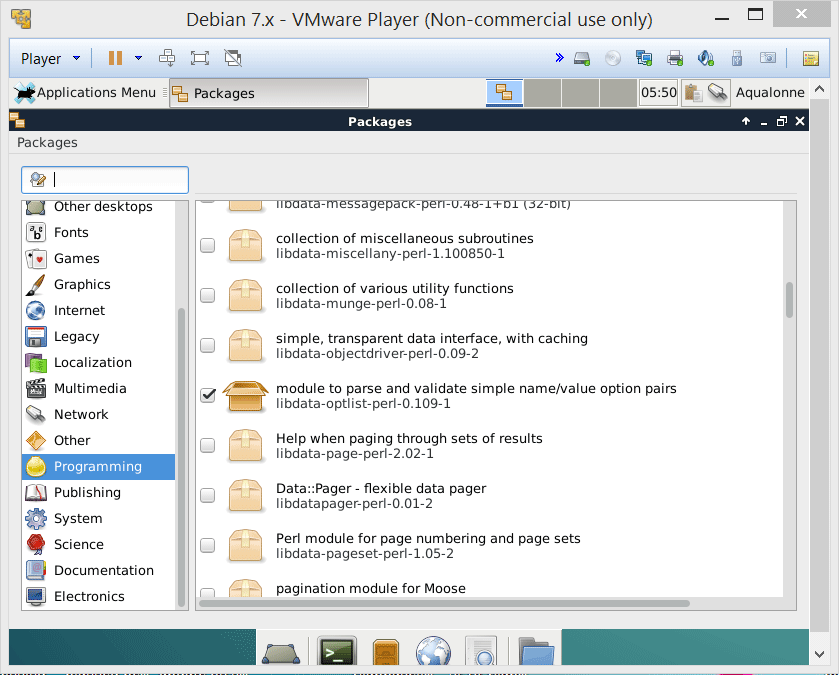 Debian 7.x - VMware Player (Non-commercial use only)
Player
Applications Menu
Packages
05:50
Aqualonne
Packages
Packages
Other desktops
Fonts
Games
Graphics
Internet
Legacy
Localization
Multimedia
Network
Other
Programming
Publishing
System
Science
Documentation
Electronics
libdata-messagepack-perl-0.48-1+b1 (32-bit)
collection of miscellaneous subroutines
libdata-miscellany-perl-1.100850-1
collection of various utility functions
libdata-munge-perl-0.08-1
simple, transparent data interface, with caching
libdata-objectdriver-perl-0.09-2
module to parse and validate simple name/value option pairs
libdata-optlist-perl-0.109-1
Help when paging through sets of results
libdata-page-perl-2.02-1
Data::Pager - flexible data pager
libdatapager-perl-0.01-2
Perl module for page numbering and page sets
libdata-pageset-perl-1.05-2
pagination module for Moose